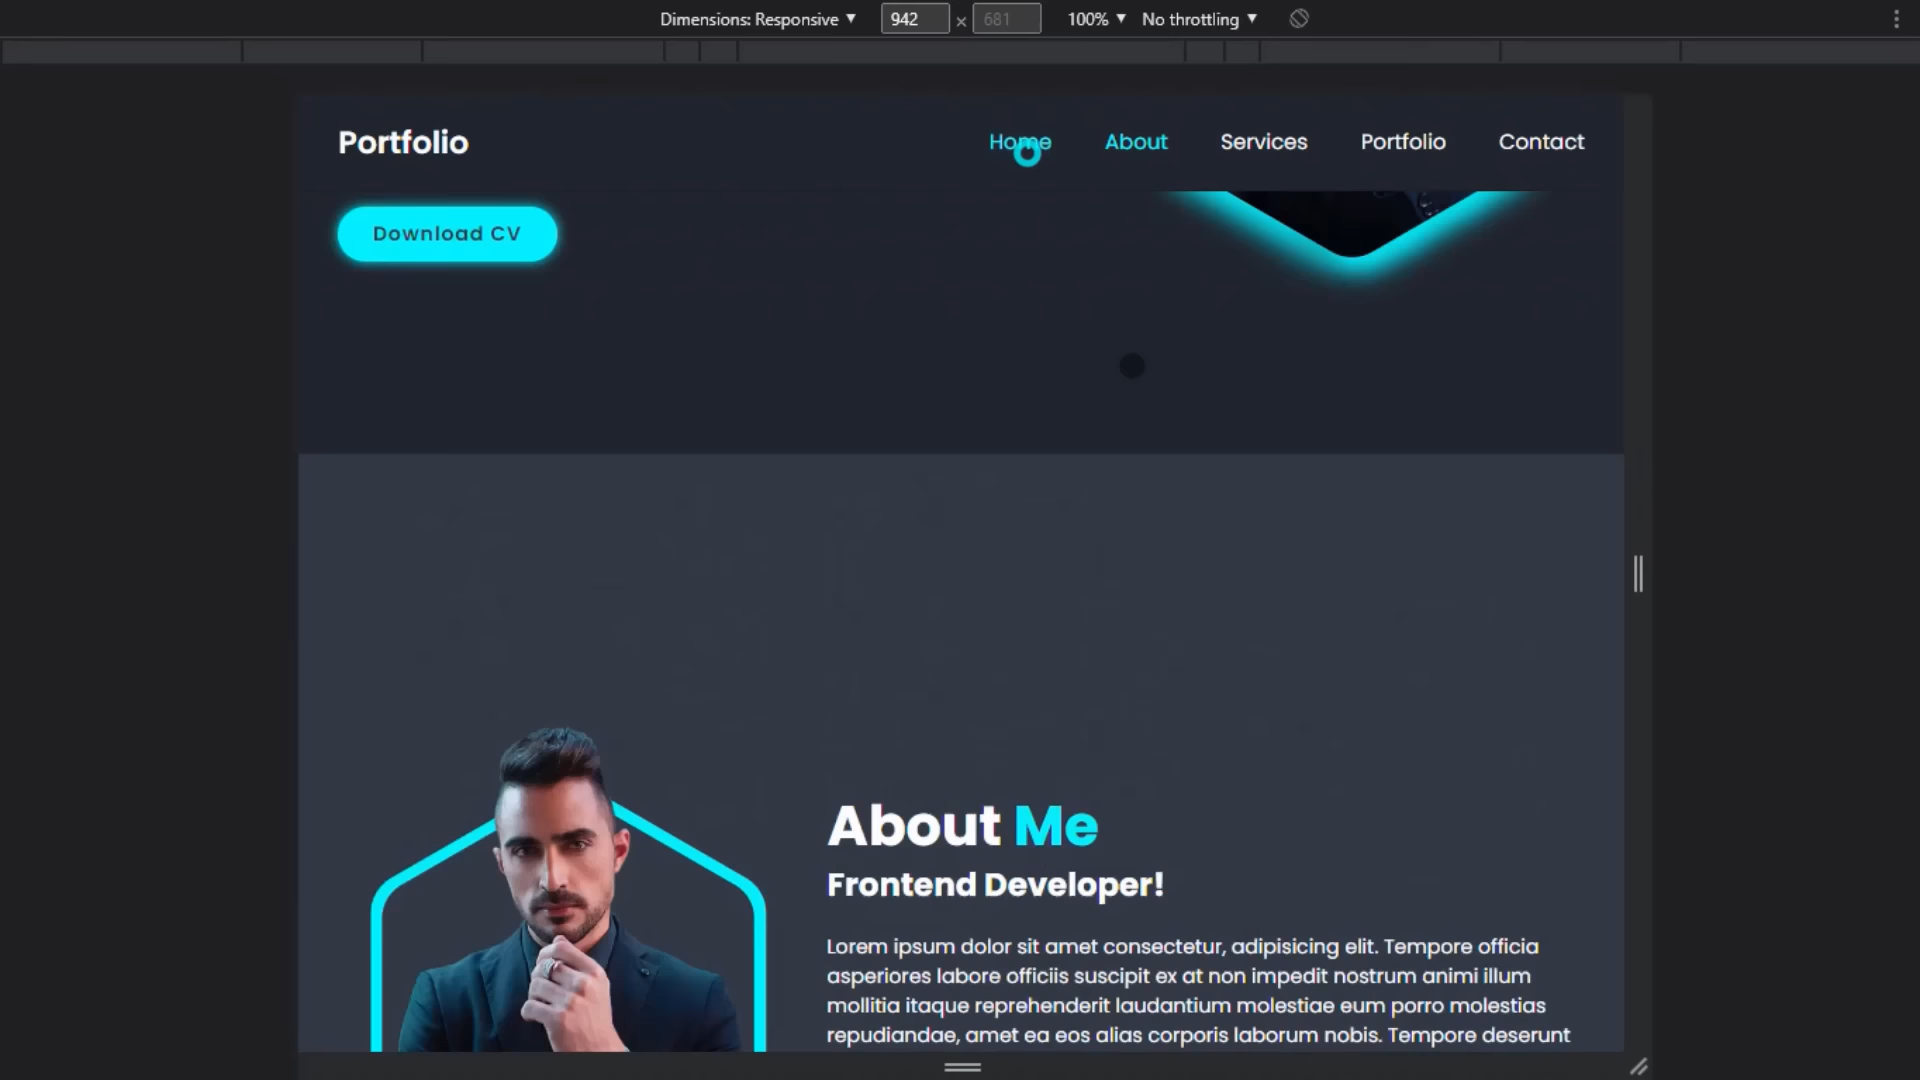 Dimensions: Responsive ▼ 942 × 681 100% ▼ No throttling ▼
Portfolio Home About Services Portfolio Contact
Download CV
About Me
Frontend Developer!
Lorem ipsum dolor sit amet consectetur, adipisicing elit. Tempore officia
asperiores labore officiis suscipit ex at non impedit nostrum animi illum
mollitia itaque reprehenderit laudantium molestiae eum porro molestias
repudiandae, amet ea eos alias corporis laborum nobis. Tempore deserunt